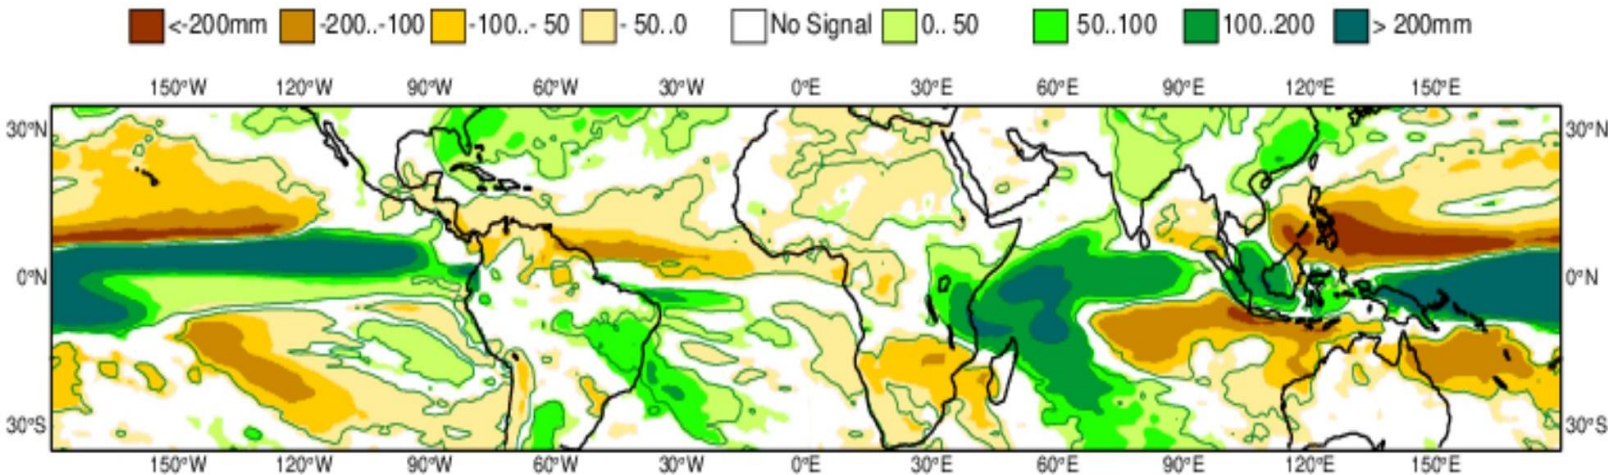 <-200mm -200..-100 -100..- 50 - 50..0 No Signal 0.. 50 50..100 100..200 > 200mm
150°W 120°W 90°W 60°W 30°W 0°E 30°E 60°E 90°E 120°E 150°E
30°N 30°N
0°N 0°N
30°S 30°S
150°W 120°W 90°W 60°W 30°W 0°E 30°E 60°E 90°E 120°E 150°E